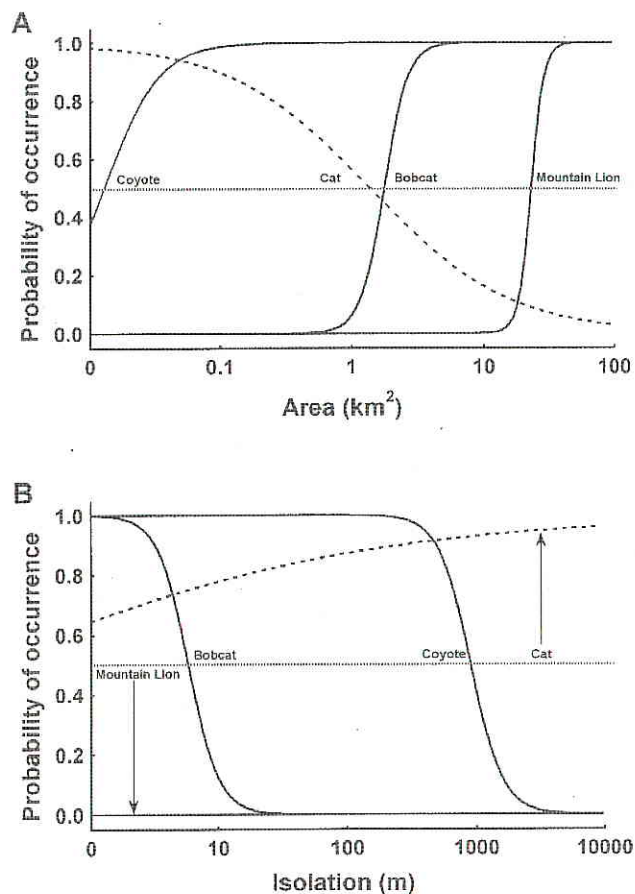 A
Probability of occurrence
1.0
0.8
0.6
0.4
0.2
0.0
Coyote
Cat
Bobcat
Mountain Lion
0
0.1
1
10
100
Area (km²)
B
Probability of occurrence
1.0
0.8
0.6
0.4
0.2
0.0
Bobcat
Coyote
Cat
Mountain Lion
0
10
100
1000
10000
Isolation (m)